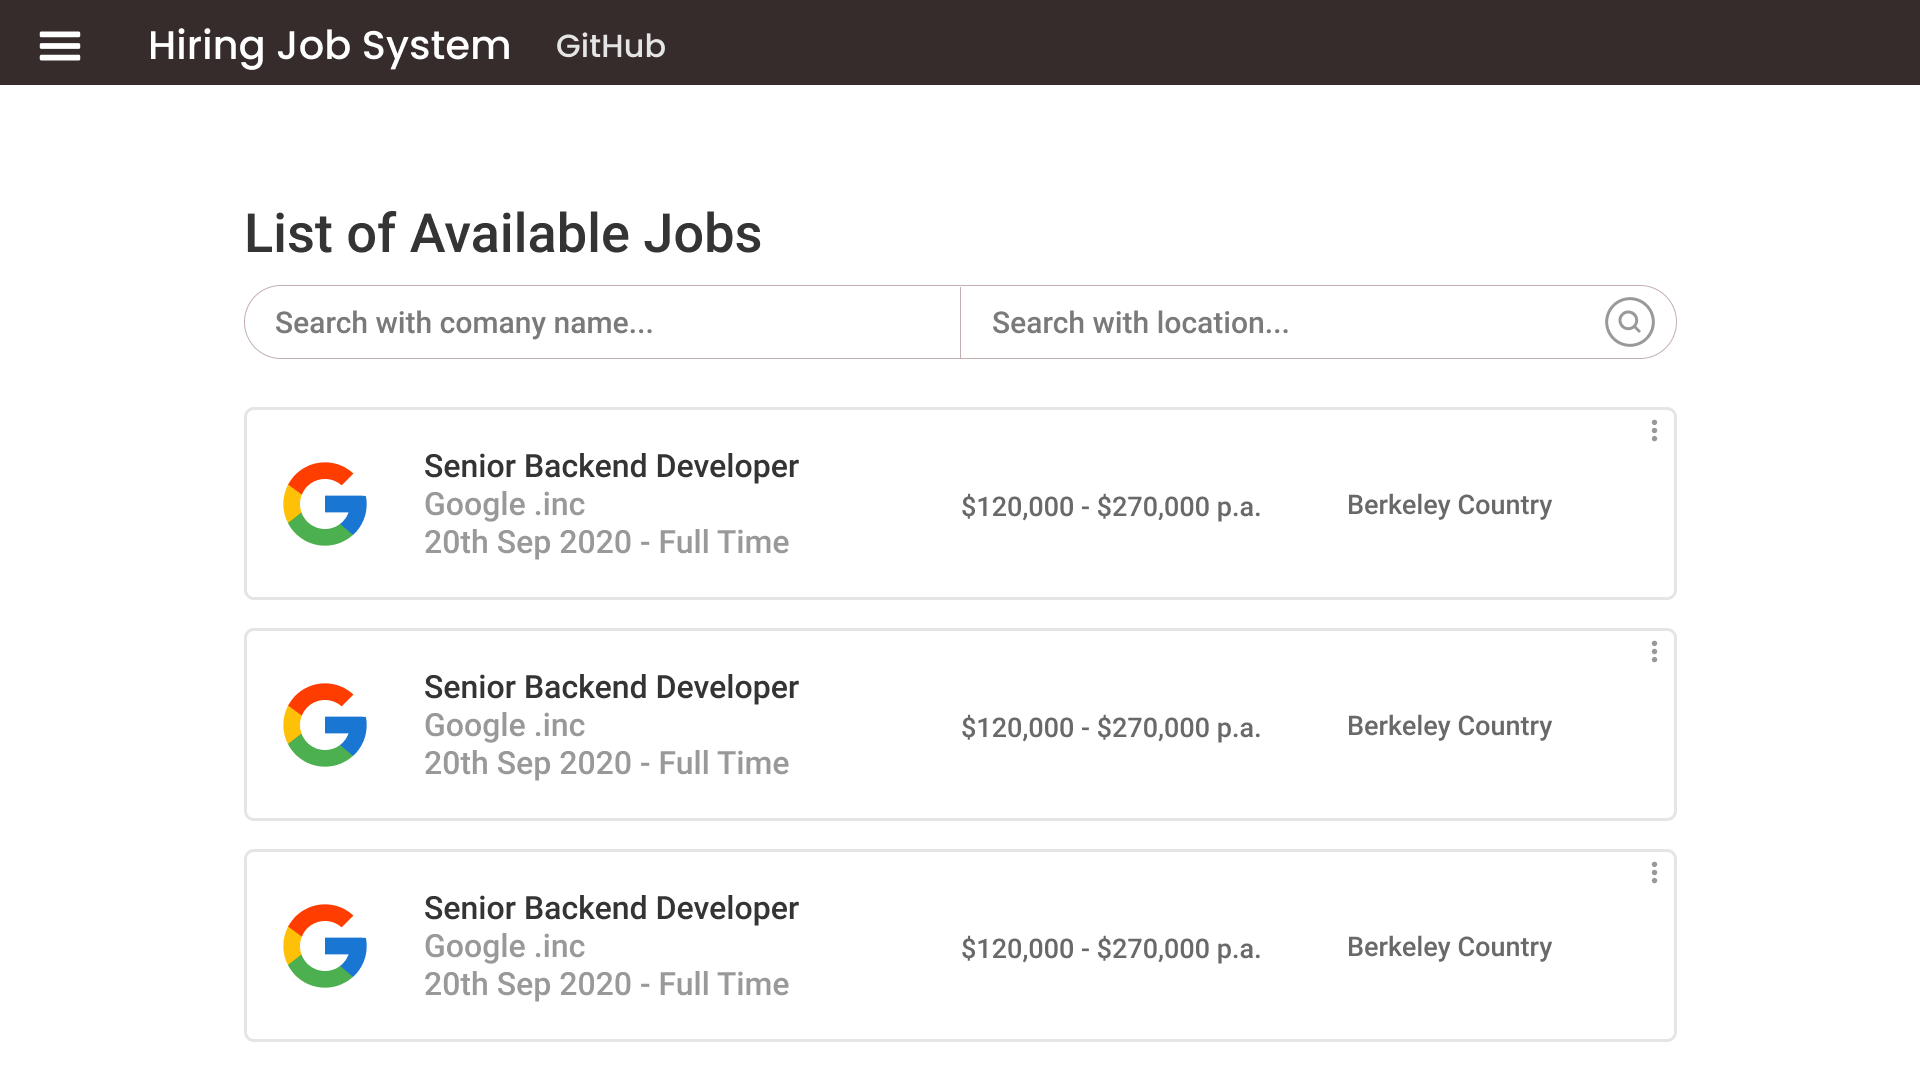 Hiring Job System GitHub
List of Available Jobs
Search with comany name... Search with location...
Senior Backend Developer
Google .inc
20th Sep 2020 - Full Time
$120,000 - $270,000 p.a.
Berkeley Country
Senior Backend Developer
Google .inc
20th Sep 2020 - Full Time
$120,000 - $270,000 p.a.
Berkeley Country
Senior Backend Developer
Google .inc
20th Sep 2020 - Full Time
$120,000 - $270,000 p.a.
Berkeley Country